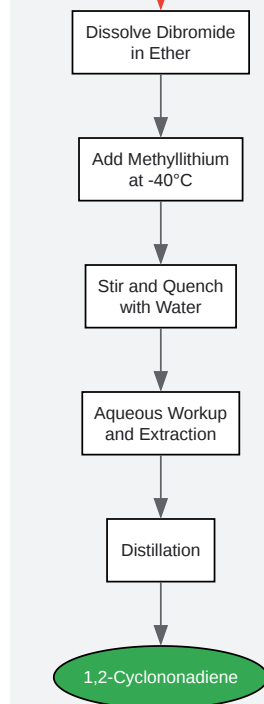 Dissolve Dibromide
in Ether
Add Methyllithium
at -40°C
Stir and Quench
with Water
Aqueous Workup
and Extraction
Distillation
1,2-Cyclononadiene